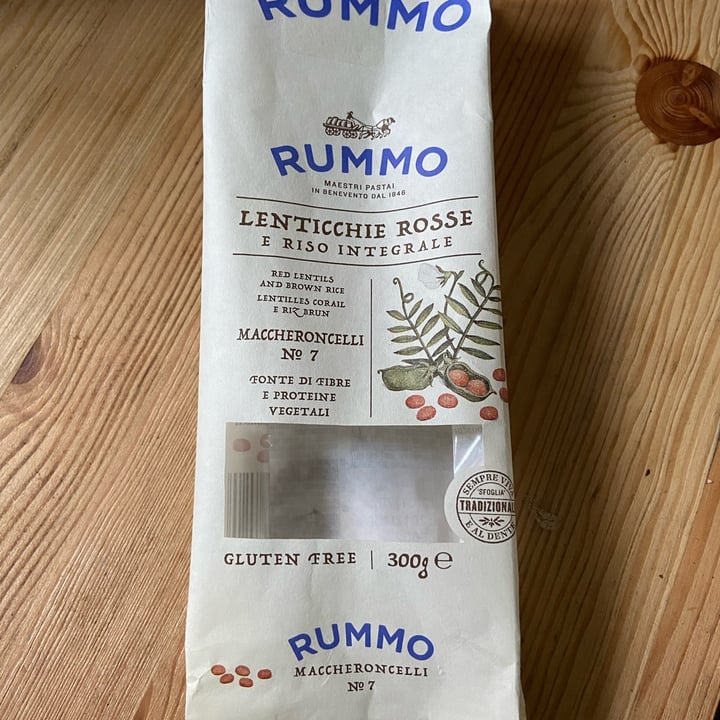 RUMMO
RUMMO
MAESTRI PASTAI
IN BENEVENTO DAL 1846
LENTICCHIE ROSSE
E RISO INTEGRALE
RED LENTILS
AND BROWN RICE
LENTILLES CORAIL
E RIZ BRUN
MACCHERONCELLI
Nº 7
FONTE DI FIBRE
E PROTEINE
VEGETALI
SEMPRE VIVA
"SFOGLIA"
TRADIZIONALE
E AL DENTE
GLUTEN FREE | 300g ℮
RUMMO
MACCHERONCELLI
Nº 7